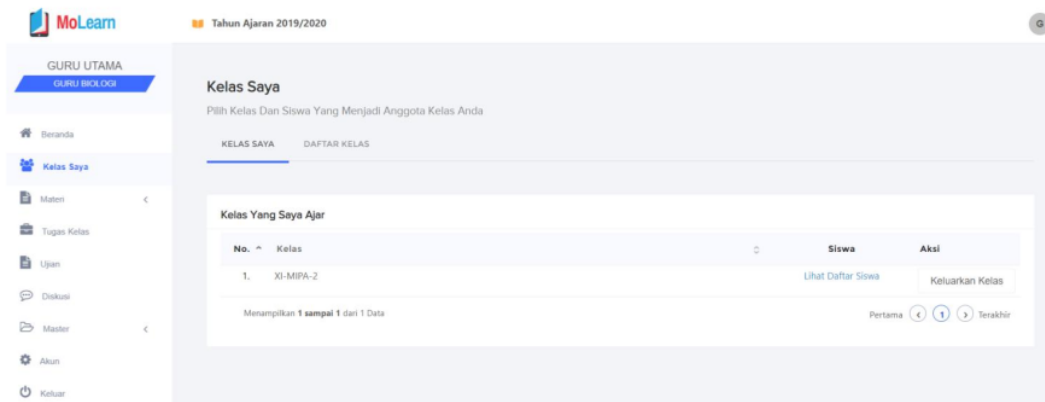 MoLearn
Tahun Ajaran 2019/2020
G
GURU UTAMA
GURU BIOLOGI
Beranda
Kelas Saya
Materi
Tugas Kelas
Ujian
Diskusi
Master
Akun
Keluar
Kelas Saya
Pilih Kelas Dan Siswa Yang Menjadi Anggota Kelas Anda
KELAS SAYA DAFTAR KELAS
Kelas Yang Saya Ajar
No. Kelas Siswa Aksi
1. XI-MIPA-2 Lihat Daftar Siswa Keluarkan Kelas
Menampilkan 1 sampai 1 dari 1 Data Pertama 1 Terakhir